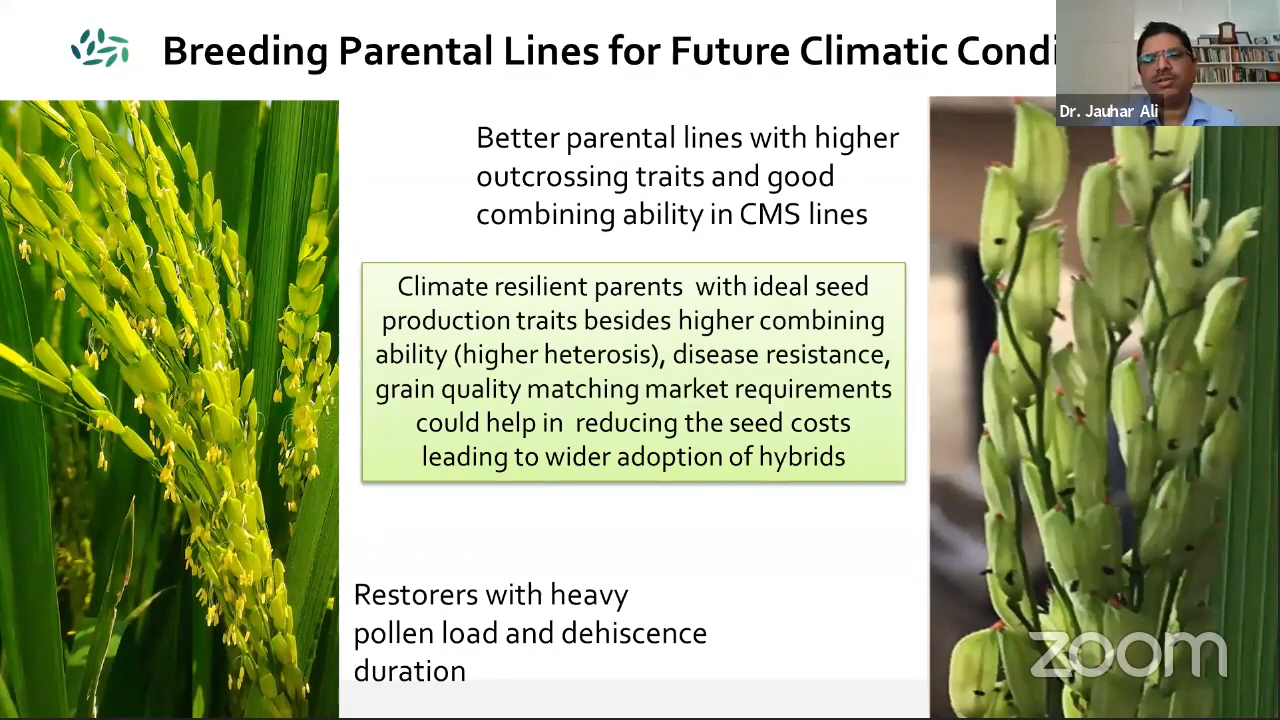 Breeding Parental Lines for Future Climatic Condi
Dr. Jauhar Ali
Better parental lines with higher
outcrossing traits and good
combining ability in CMS lines
Climate resilient parents with ideal seed
production traits besides higher combining
ability (higher heterosis), disease resistance,
grain quality matching market requirements
could help in reducing the seed costs
leading to wider adoption of hybrids
Restorers with heavy
pollen load and dehiscence
duration
zoom